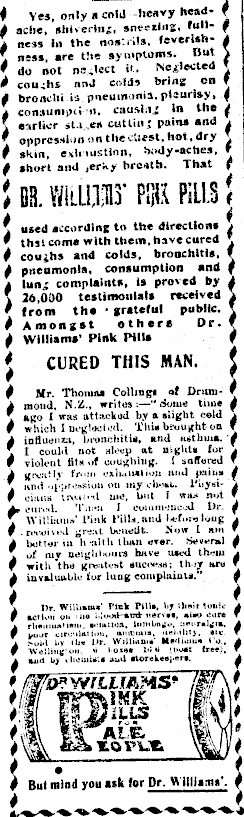 Yes, only a cold—heavy head-
ache, shivering, sneezing, full-
ness in the nostrils, feverish-
ness, are the symptoms. But
do not neglect it. Neglected
coughs and colds bring on
bronchitis pneumonia, pleurisy,
consumption, causing in the
earlier stages cutting pains and
oppression on the chest, hot, dry
skin, exhaustion, body-aches,
short and jerky breath. That
DR. WILLIAMS' PINK PILLS
used according to the directions
that come with them, have cured
coughs and colds, bronchitis,
pneumonia, consumption and
lung complaints, is proved by
26,000 testimonials received
from the grateful public.
Amongst others Dr.
Williams' Pink Pills
CURED THIS MAN.
Mr. Thomas Collings of Drum-
mond, N.Z., writes:—"Some time
ago I was attacked by a slight cold
which I neglected. This brought on
influenza, bronchitis, and asthma.
I could not sleep at nights for
violent fits of coughing. I suffered
greatly from exhaustion and pains
and oppression on my chest. Physi-
cians treated me, but I was not
cured. Then I commenced Dr.
Williams' Pink Pills, and before long
received great benefit. Now I am
better in health than ever. Several
of my neighbours have used them
with the greatest success; they are
invaluable for lung complaints."
Dr. Williams' Pink Pills, by their tonic
action on the blood and nerves, also cure
rheumatism, sciatica, lumbago, neuralgia,
poor circulation, anæmia, debility, etc.
Sold by the Dr. Williams' Medicine Co.,
Wellington, 6 boxes 16/6 (post free),
and by chemists and storekeepers.
DR WILLIAMS'
PINK
PILLS
FOR
PALE
PEOPLE
But mind you ask for Dr. Williams'.